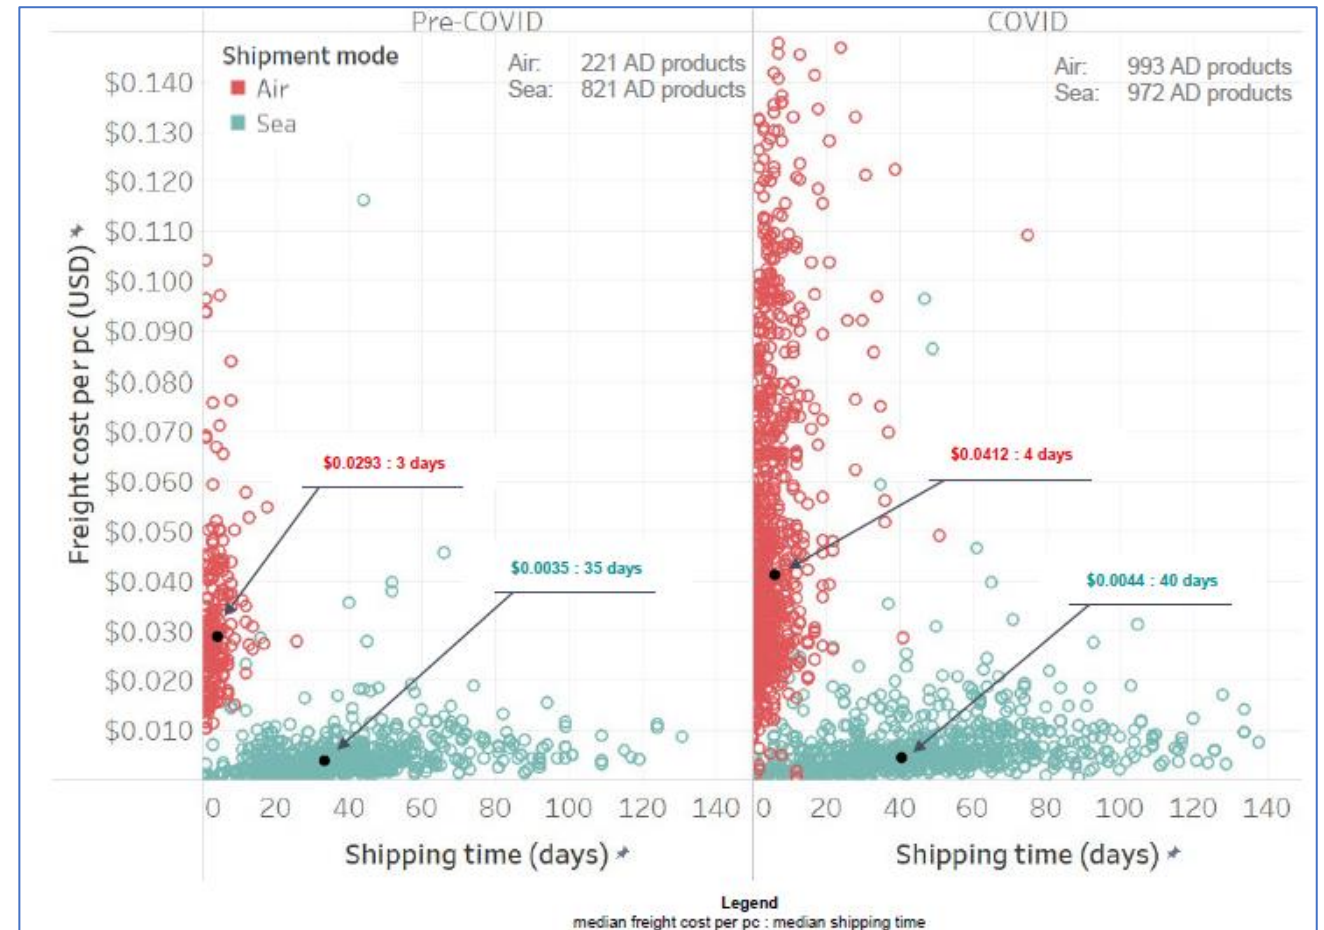 Pre-COVID
COVID
Shipment mode
Air
Sea
Air: 221 AD products
Sea: 821 AD products
Air: 993 AD products
Sea: 972 AD products
Freight cost per pc (USD)
$0.140
$0.130
$0.120
$0.110
$0.100
$0.090
$0.080
$0.070
$0.060
$0.050
$0.040
$0.030
$0.020
$0.010
$0.0293 : 3 days
$0.0035 : 35 days
$0.0412 : 4 days
$0.0044 : 40 days
0 20 40 60 80 100 120 140
0 20 40 60 80 100 120 140
Shipping time (days)
Shipping time (days)
Legend
median freight cost per pc : median shipping time